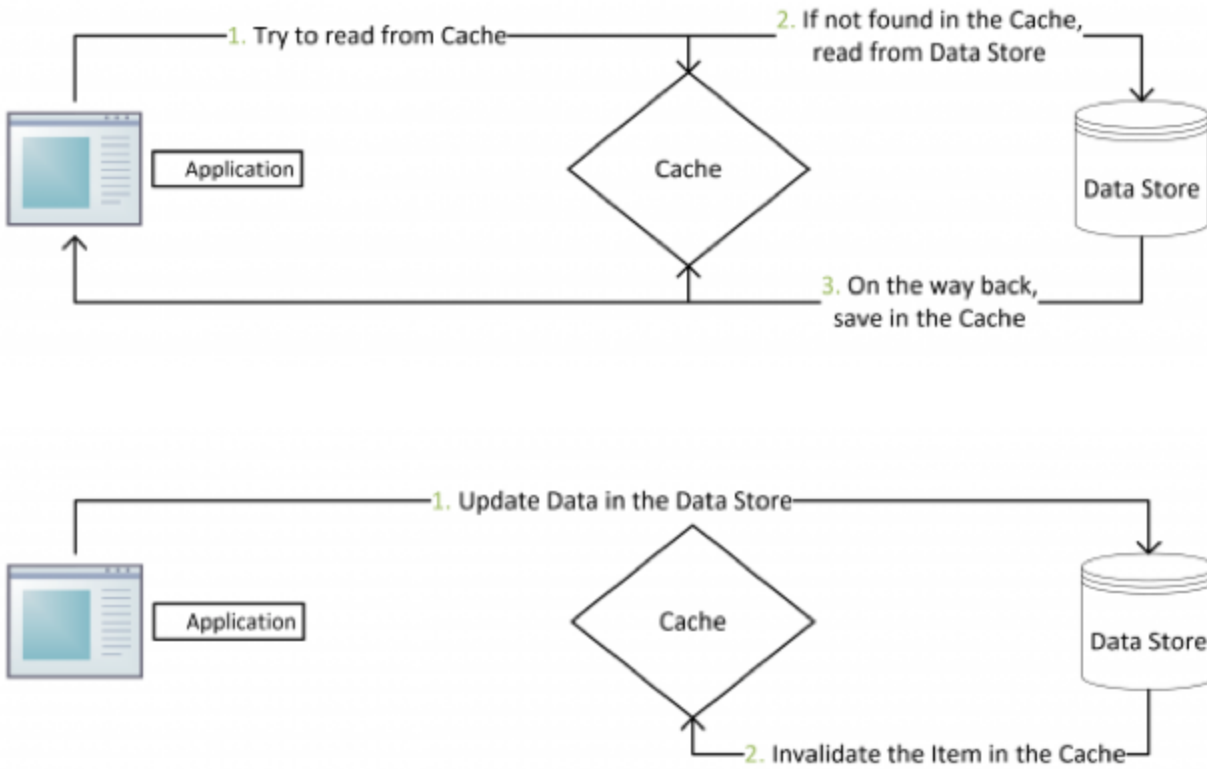 1. Try to read from Cache
2. If not found in the Cache,
read from Data Store
Application
Cache
Data Store
3. On the way back,
save in the Cache
1. Update Data in the Data Store
Application
Cache
Data Store
2. Invalidate the Item in the Cache